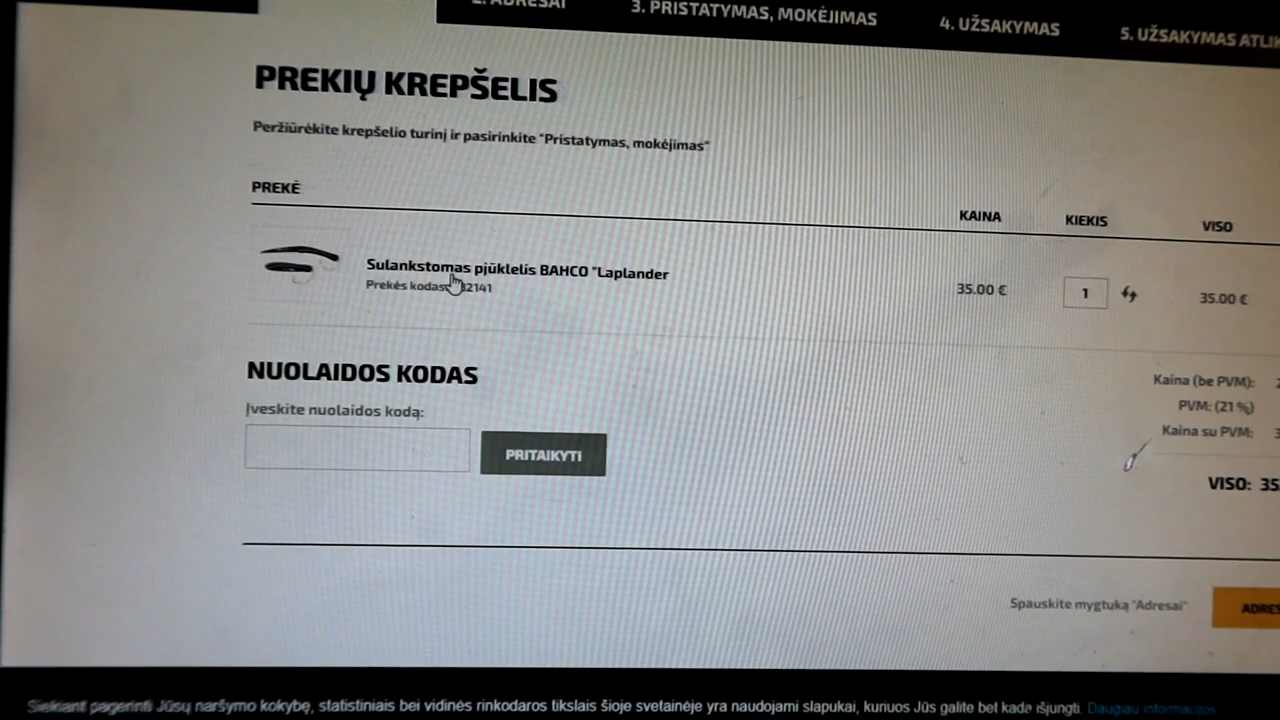 2. ADRESAI
3. PRISTATYMAS, MOKĖJIMAS
4. UŽSAKYMAS
5. UŽSAKYMAS
PREKIŲ KREPŠELIS
Peržiūrėkite krepšelio turinį ir pasirinkite "Pristatymas, mokėjimas"
PREKĖ
KAINA
KIEKIS
VISO
Sulankstomas pjūklelis BAHCO "Laplander
Prekės kodas
35.00 €
1
35.00 €
NUOLAIDOS KODAS
Įveskite nuolaidos kodą:
PRITAIKYTI
Kaina (be PVM):
PVM: (21 %)
Kaina su PVM:
VISO: 35
Spauskite mygtuką "Adresai"
Siekiant pagerinti Jūsų naršymo kokybę, statistiniais bei vidinės rinkodaros tikslais šioje svetainėje yra naudojami slapukai, kuriuos Jūs galite bet kada išjungti. Daugiau informacijos